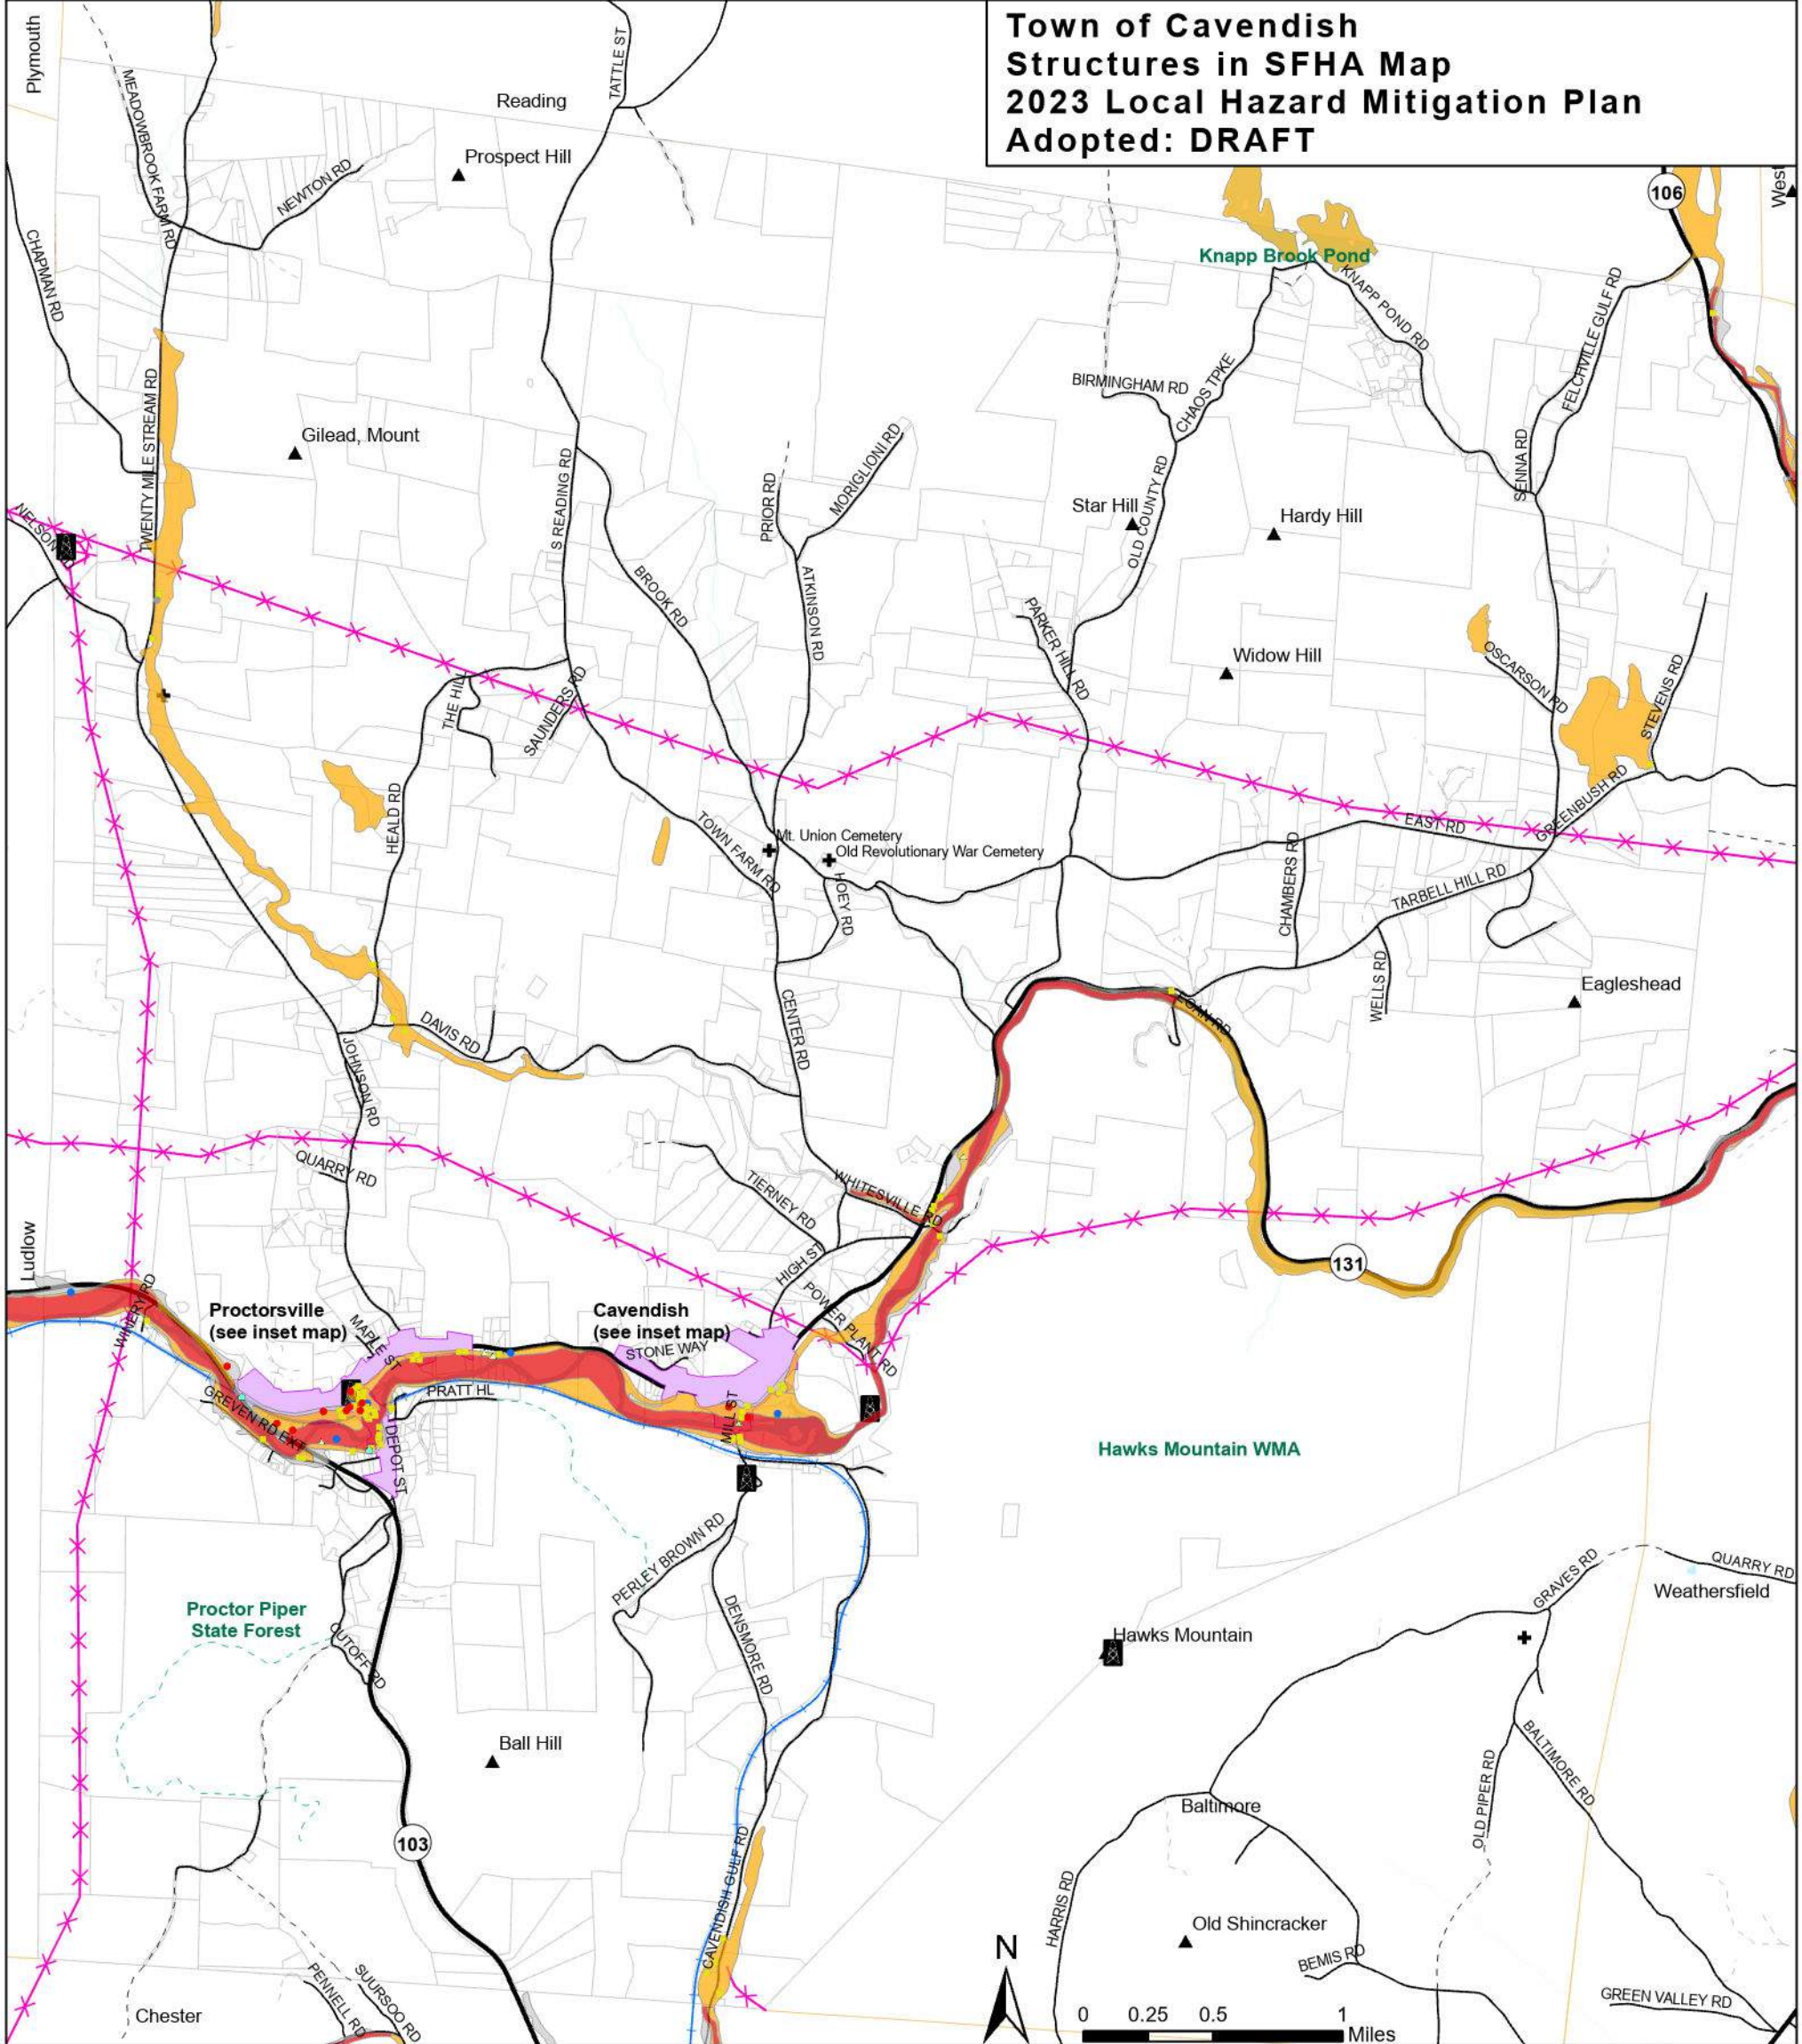 Town of Cavendish
Structures in SFHA Map
2023 Local Hazard Mitigation Plan
Adopted: DRAFT
Plymouth
MEADOWBROOK FARM RD
Reading
TATTLE ST
Prospect Hill
NEWTON RD
106
CHAPMAN RD
Knapp Brook Pond
KNAPP POND RD
FELCHVILLE GULF RD
BIRMINGHAM RD
CHAOS TPKE
TWENTY MILE STREAM RD
Gilead, Mount
S READING RD
PRIOR RD
MORIGLIONI RD
OLD COUNTY RD
SENNA RD
Star Hill
Hardy Hill
BROOK RD
ATKINSON RD
PARKER HILL RD
Widow Hill
OSCARSON RD
STEVENS RD
THE HILL
SAUNDERS RD
HEALD RD
TOWN FARM RD
Mt. Union Cemetery
Old Revolutionary War Cemetery
HOEY RD
EAST RD
GREENBUSH RD
CHAMBERS RD
TARBELL HILL RD
WELLS RD
Eagleshead
CENTER RD
DAVIS RD
JOHNSON RD
QUARRY RD
TIERNEY RD
WHITESVILLE RD
HIGH ST
POWER PLANT RD
131
Ludlow
WINERY RD
Proctorsville
(see inset map)
MAPLE ST
Cavendish
(see inset map)
STONE WAY
PRATT HL
GREVEN RD EXT
DEPOT ST
MILL ST
Hawks Mountain WMA
PERLEY BROWN RD
DENSMORE RD
GRAVES RD
QUARRY RD
Weathersfield
Proctor Piper
State Forest
CUTOFF RD
Hawks Mountain
Ball Hill
BALTIMORE RD
OLD PIPER RD
Baltimore
103
CAVENDISH GULF RD
HARRIS RD
Old Shincracker
BEMIS RD
GREEN VALLEY RD
PENNELL RD
SUURSOO RD
Chester
N
0 0.25 0.5 1
Miles